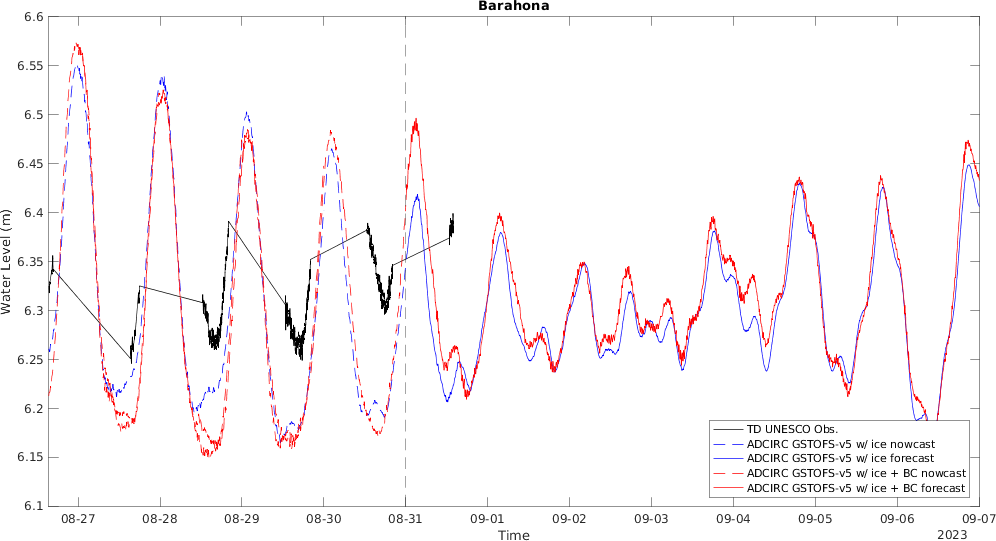 Barahona
6.6
6.55
6.5
6.45
6.4
6.35
6.3
6.25
6.2
6.15
6.1
Water Level (m)
08-27 08-28 08-29 08-30 08-31 09-01 09-02 09-03 09-04 09-05 09-06 09-07
Time
2023
TD UNESCO Obs.
ADCIRC GSTOFS-v5 w/ ice nowcast
ADCIRC GSTOFS-v5 w/ ice forecast
ADCIRC GSTOFS-v5 w/ ice + BC nowcast
ADCIRC GSTOFS-v5 w/ ice + BC forecast